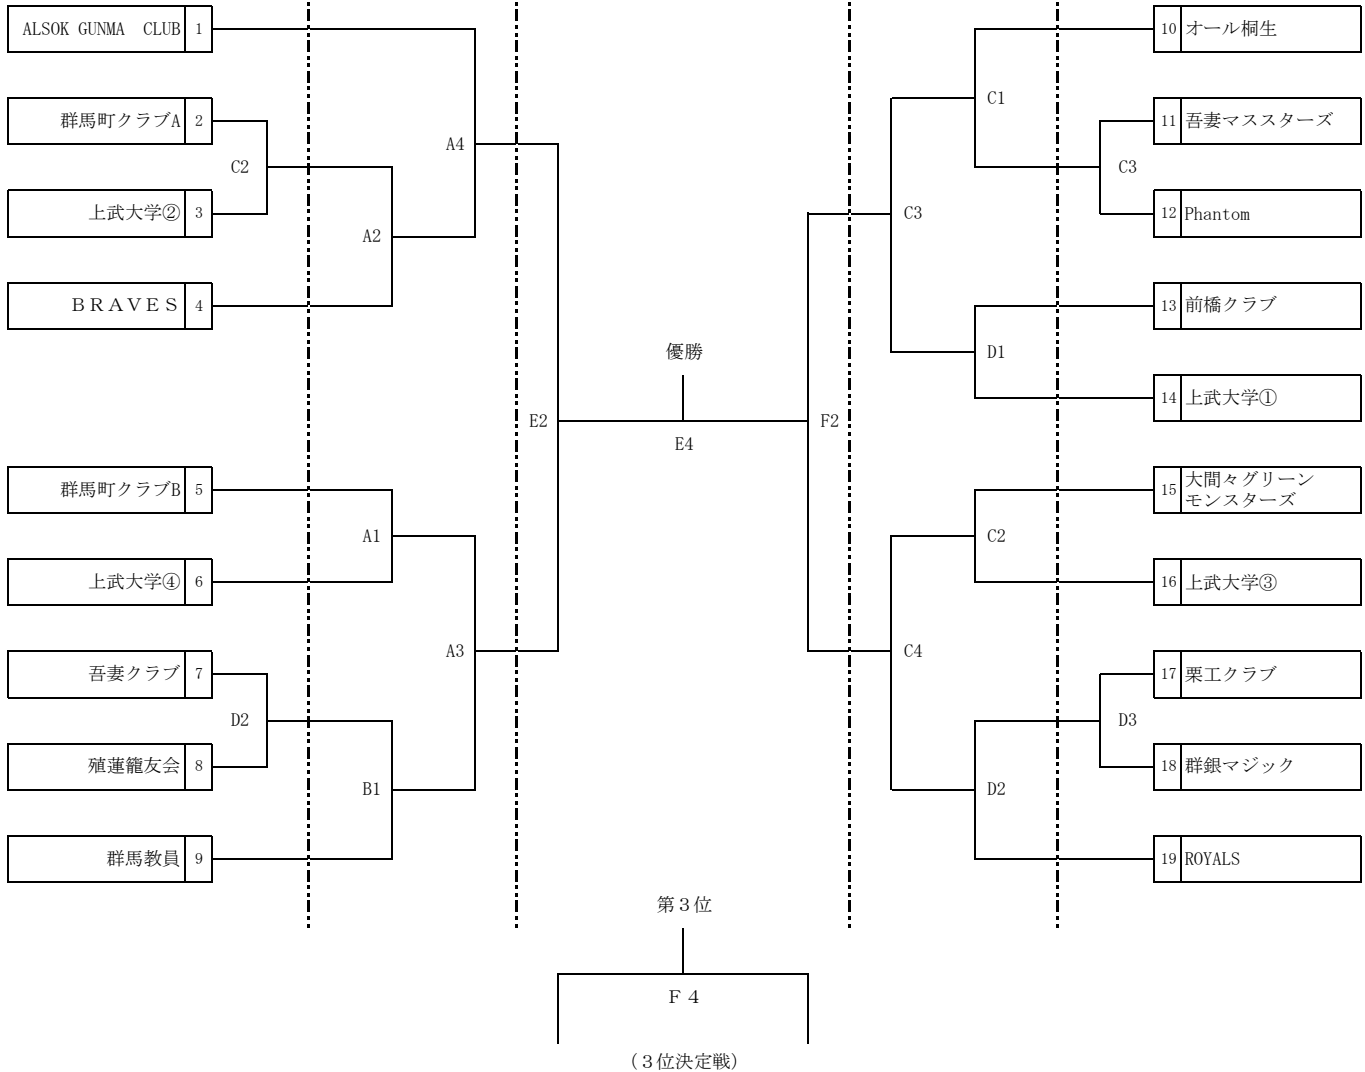 ALSOK GUNMA　CLUB 1
群馬町クラブA 2
C2
上武大学② 3
A2
A4
ＢＲＡＶＥＳ 4
群馬町クラブB 5
A1
上武大学④ 6
A3
吾妻クラブ 7
D2
殖蓮籠友会 8
B1
群馬教員 9
E2
優勝
E4
F2
10 オール桐生
C1
11 吾妻マススターズ
C3
12 Phantom
C3
13 前橋クラブ
D1
14 上武大学①
15 大間々グリーン
モンスターズ
C2
16 上武大学③
C4
17 栗工クラブ
D3
18 群銀マジック
D2
19 ROYALS
第３位
Ｆ４
（３位決定戦）